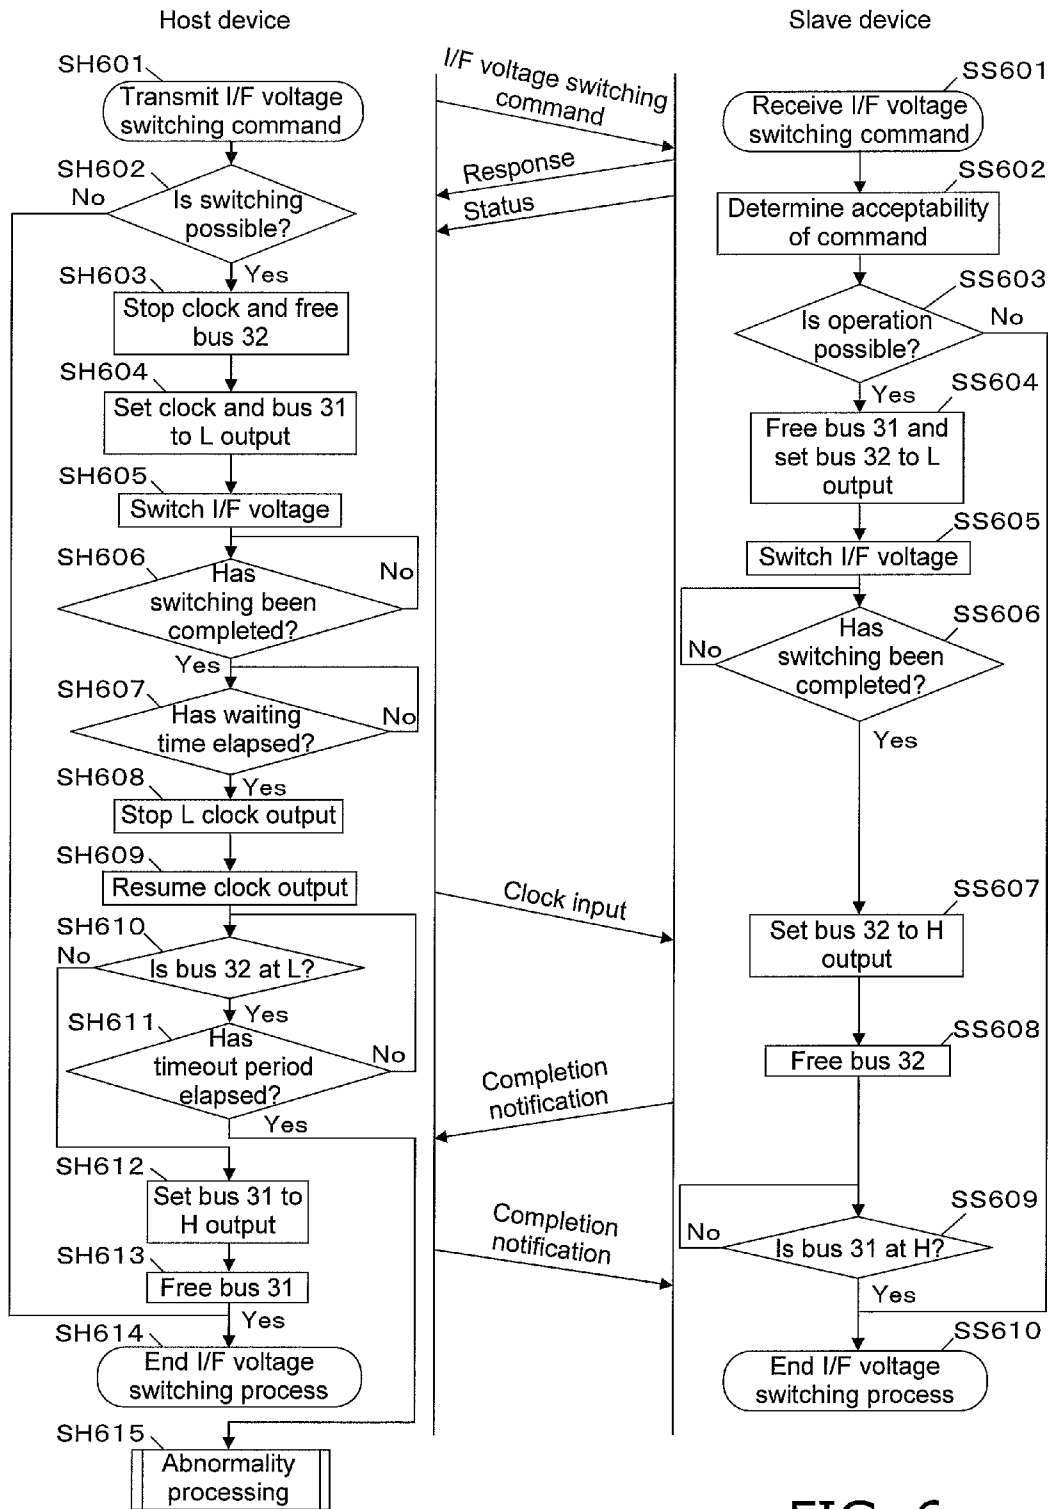 Host device
SH601
Transmit I/F voltage
switching command
SH602
No
Is switching
possible?
Yes
SH603
Stop clock and free
bus 32
SH604
Set clock and bus 31
to L output
SH605
Switch I/F voltage
SH606
Has
switching been
completed?
No
Yes
SH607
Has waiting
time elapsed?
No
Yes
SH608
Stop L clock output
SH609
Resume clock output
SH610
No
Is bus 32 at L?
Yes
SH611
Has
timeout period
elapsed?
No
Yes
SH612
Set bus 31 to
H output
SH613
Free bus 31
Yes
SH614
End I/F voltage
switching process
SH615
Abnormality
processing
I/F voltage switching
command
Response
Status
Clock input
Completion
notification
Completion
notification
Slave device
SS601
Receive I/F voltage
switching command
SS602
Determine acceptability
of command
SS603
Is operation
possible?
No
Yes
SS604
Free bus 31 and
set bus 32 to L
output
SS605
Switch I/F voltage
SS606
Has
switching been
completed?
No
Yes
SS607
Set bus 32 to H
output
SS608
Free bus 32
SS609
No
Is bus 31 at H?
Yes
SS610
End I/F voltage
switching process
FIG. 6